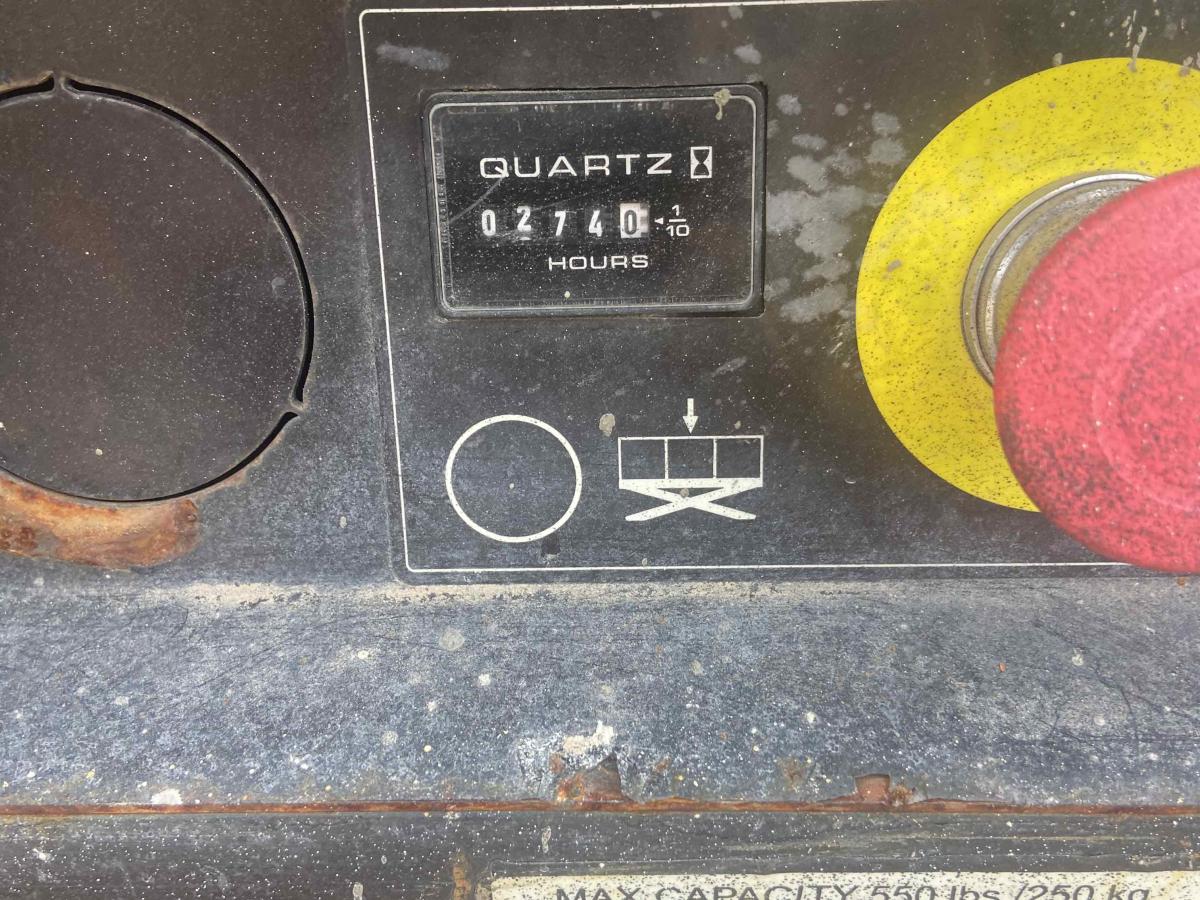 QUARTZ
02740 1/10
HOURS
MAX CAPACITY 550 lbs /250 kg